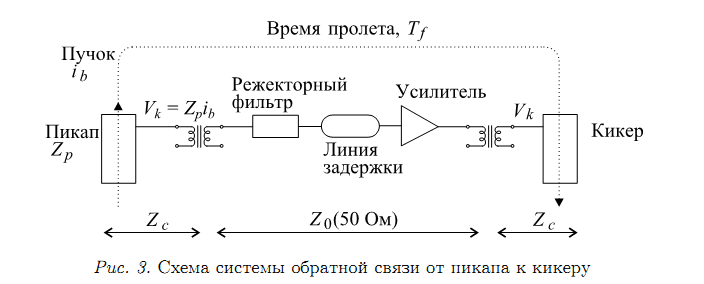 Время пролета, T_f
Пучок
i_b
V_k = Z_p i_b
Режекторный
фильтр
Усилитель
V_k
Пикап
Z_p
Линия
задержки
Кикер
Z_c
Z_0(50 Ом)
Z_c
Рис. 3. Схема системы обратной связи от пикапа к кикеру